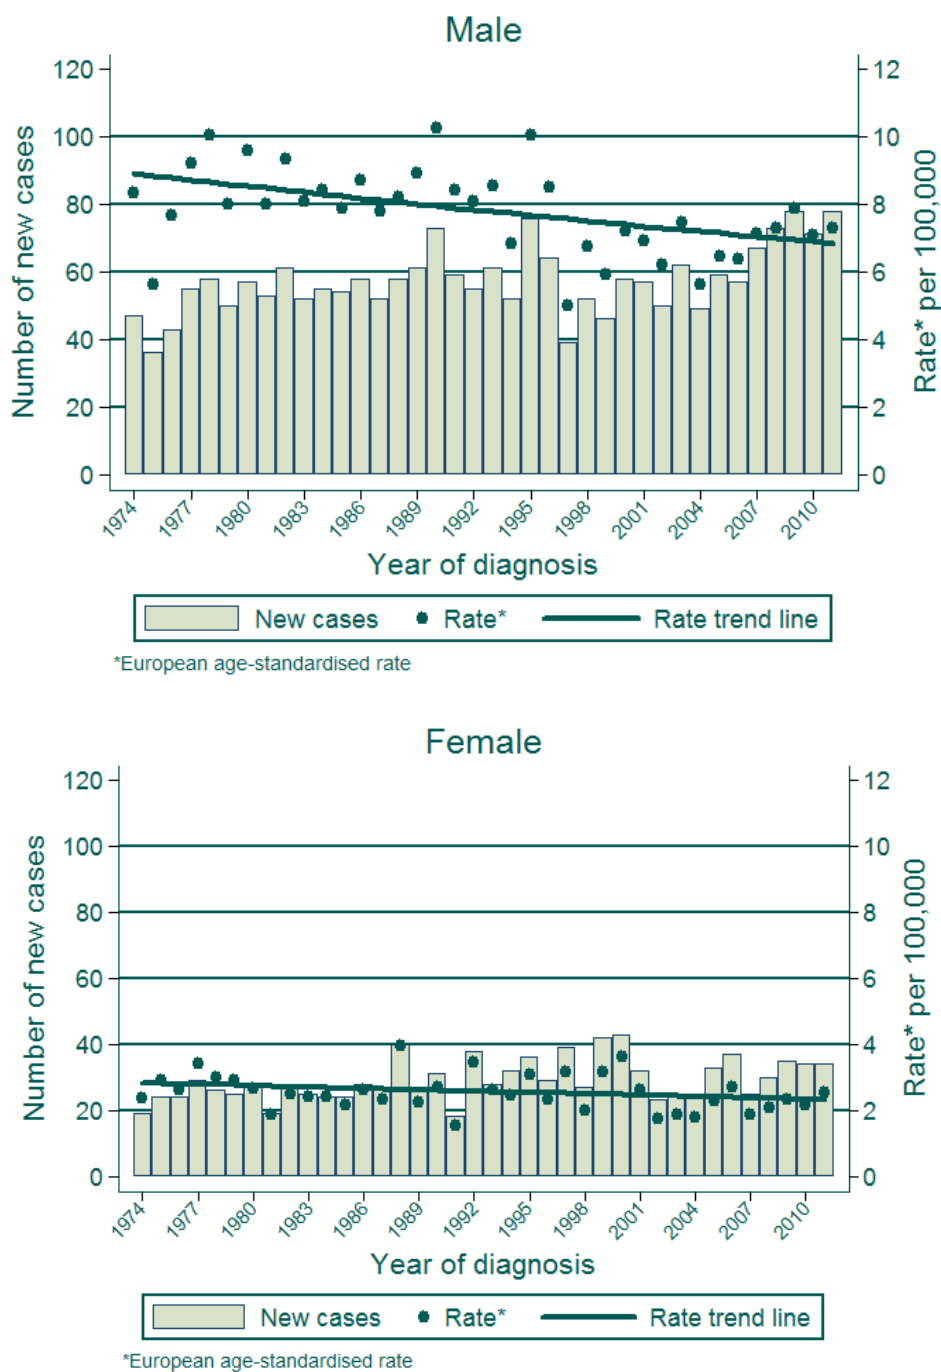 Male
Number of new cases
120
100
80
60
40
20
0
12
10
8
6
4
2
0
Rate* per 100,000
1974 1977 1980 1983 1986 1989 1992 1995 1998 2001 2004 2007 2010
Year of diagnosis
New cases Rate* Rate trend line
*European age-standardised rate
Female
Number of new cases
120
100
80
60
40
20
0
12
10
8
6
4
2
0
Rate* per 100,000
1974 1977 1980 1983 1986 1989 1992 1995 1998 2001 2004 2007 2010
Year of diagnosis
New cases Rate* Rate trend line
*European age-standardised rate